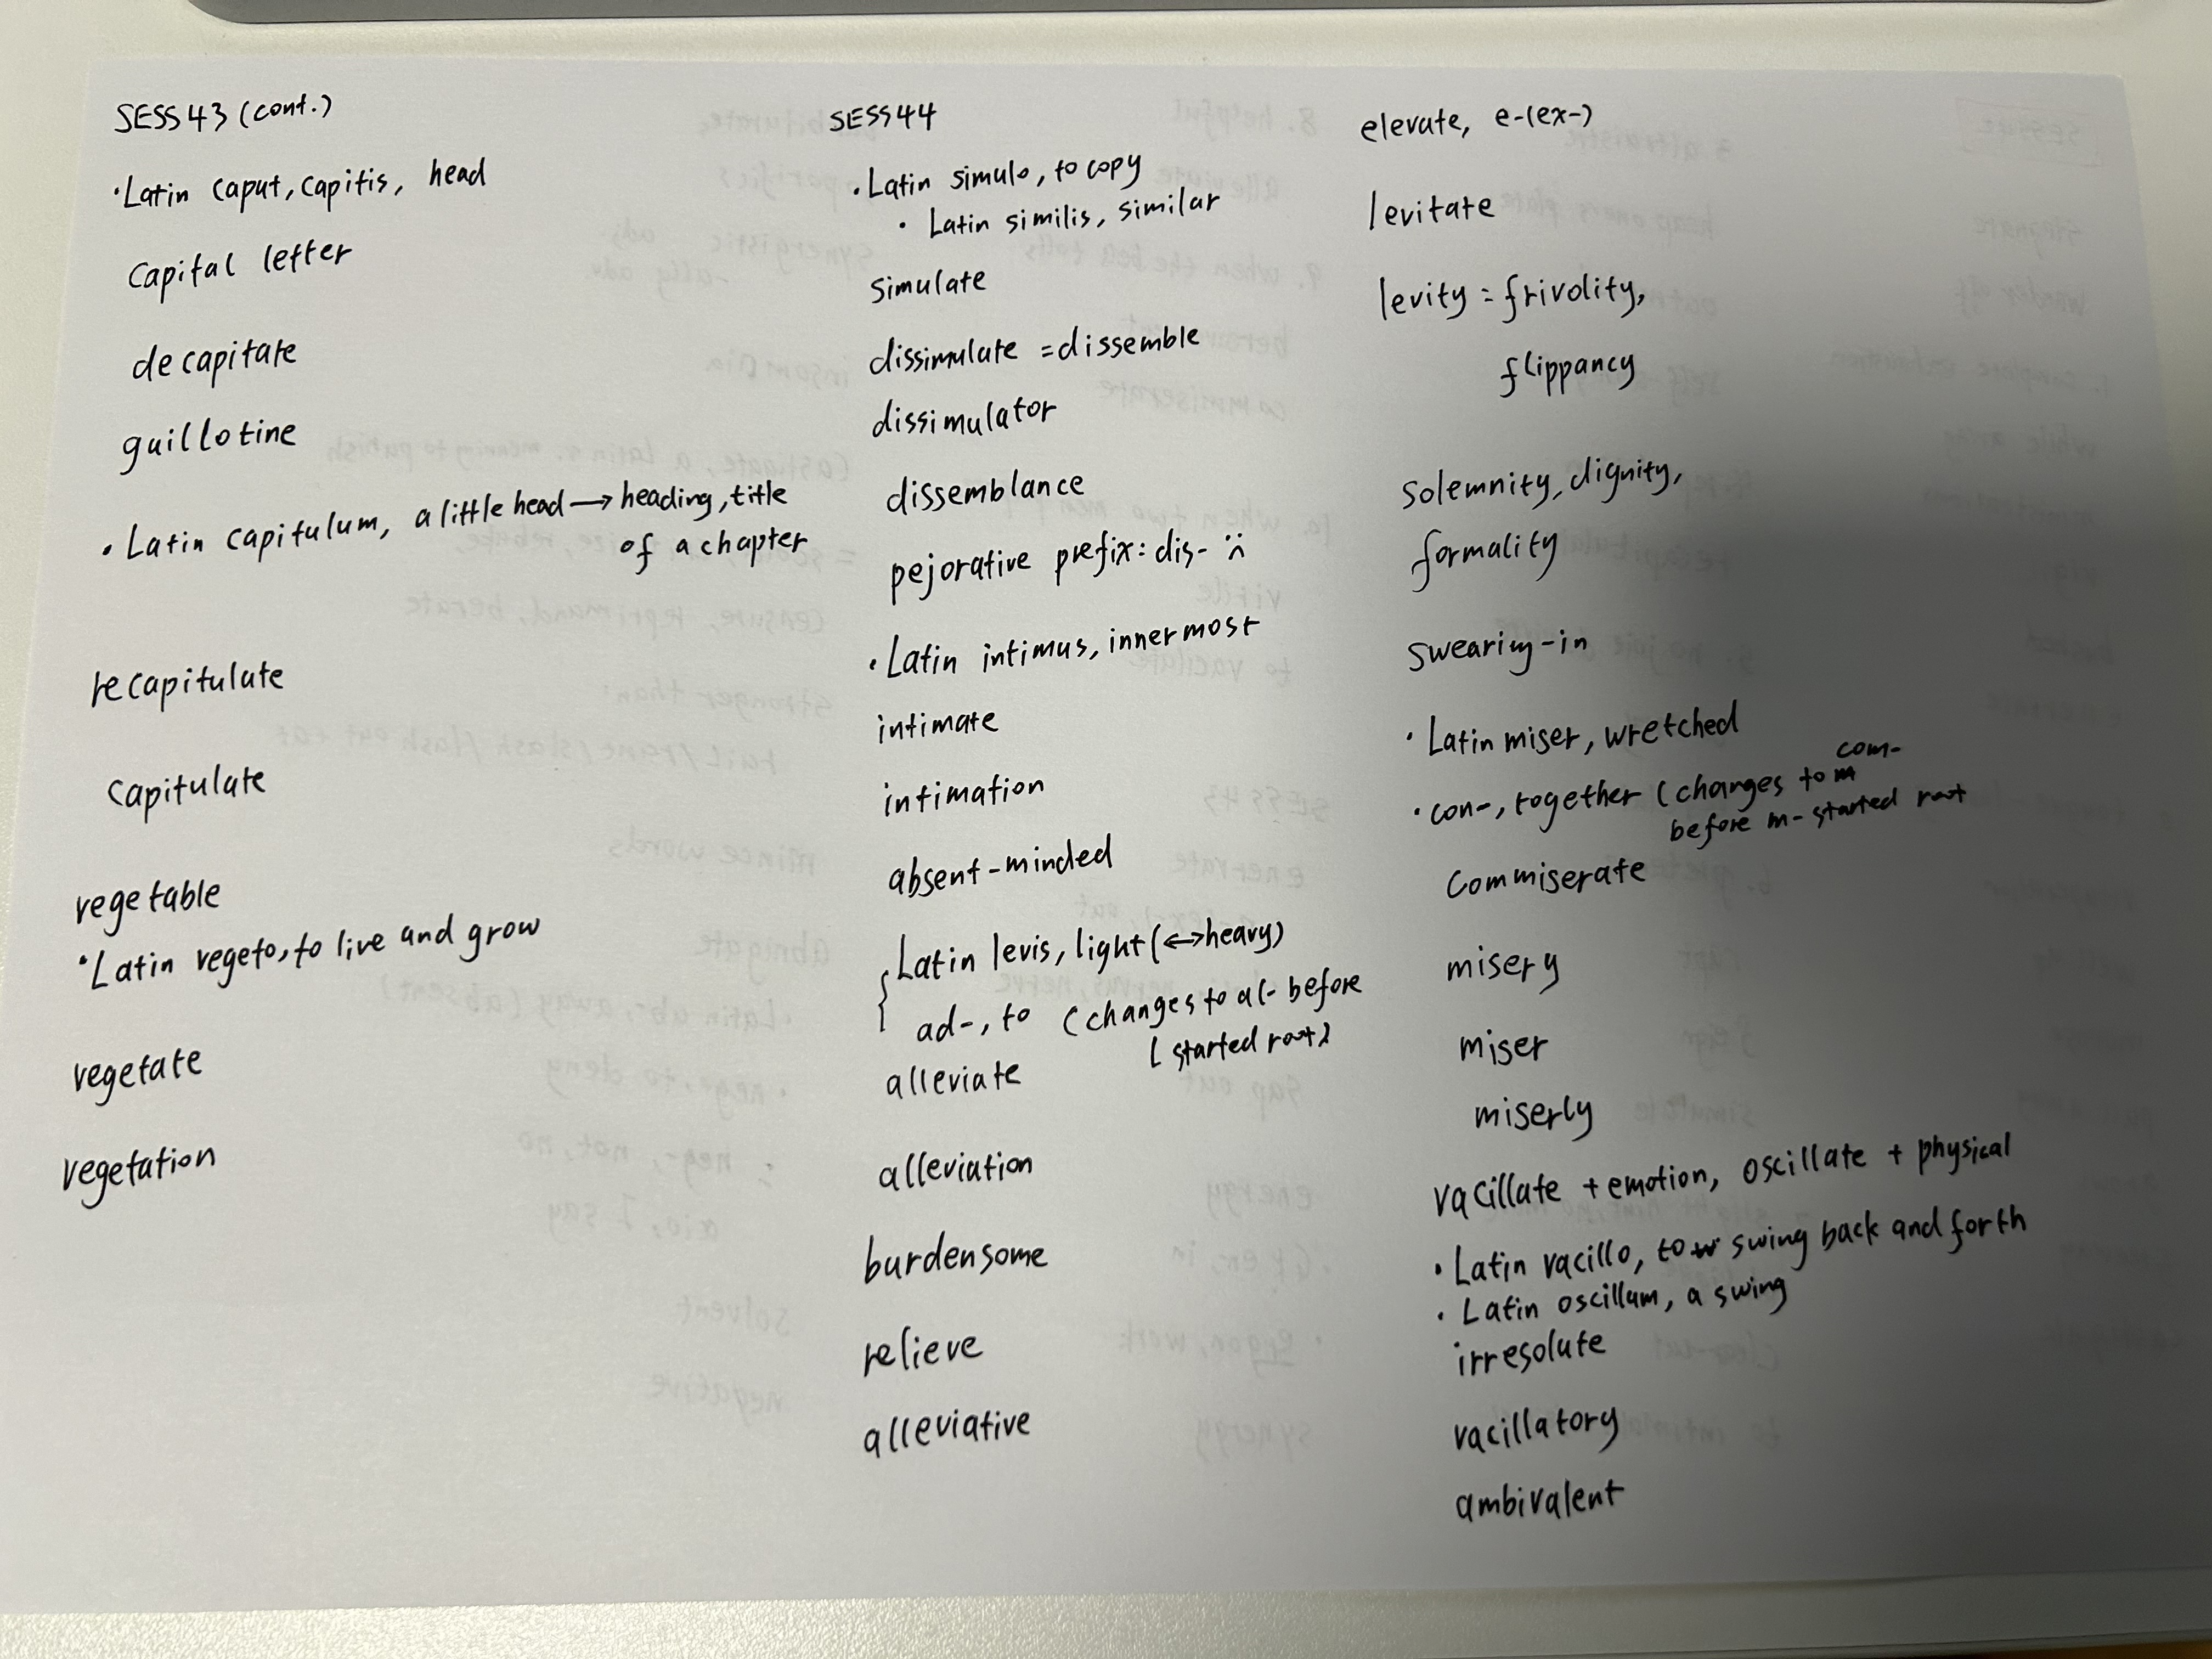 SESS43 (cont.)
•Latin caput, capitis, head
Capital letter
decapitate
guillotine
• Latin capitulum, a little head → heading, title
of a chapter
recapitulate
Capitulate
vegetable
•Latin vegeto, to live and grow
vegetate
vegetation
SESS44
•Latin simulo, to copy
• Latin similis, similar
simulate
dissimulate = dissemble
dissimulator
dissemblance
pejorative prefix: dis- :(
•Latin intimus, innermost
intimate
intimation
absent-minded
Latin levis, light (↔heavy)
ad-, to (changes to al- before
l started root)
alleviate
alleviation
burdensome
relieve
alleviative
elevate, e-(ex-)
levitate
levity = frivolity,
flippancy
solemnity, dignity,
formality
swearing-in
•Latin miser, wretched
•con-, together (changes to com-
before m- started root
Commiserate
misery
miser
miserly
vacillate + emotion, oscillate + physical
•Latin vacillo, to swing back and forth
•Latin oscillum, a swing
irresolute
vacillatory
ambivalent